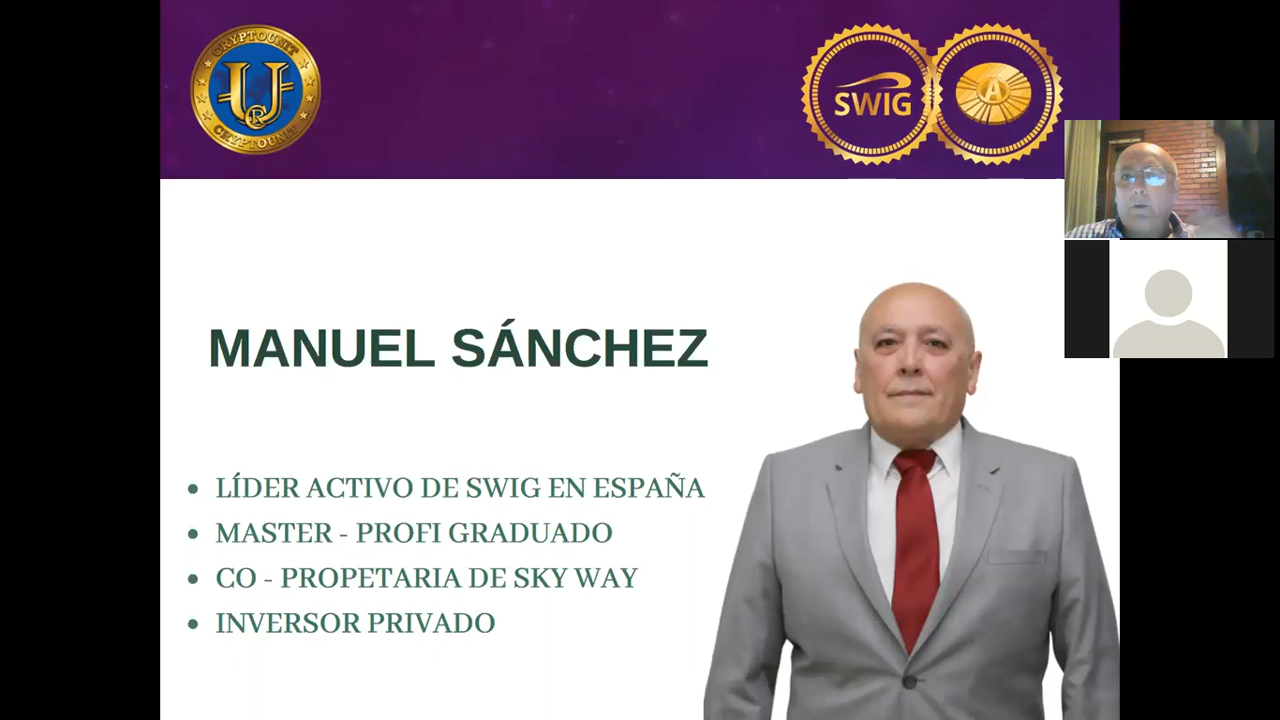 CRYPTOUNIT
UCR
CRYPTOUNIT
SWIG
A
MANUEL SÁNCHEZ
• LÍDER ACTIVO DE SWIG EN ESPAÑA
• MASTER - PROFI GRADUADO
• CO - PROPETARIA DE SKY WAY
• INVERSOR PRIVADO